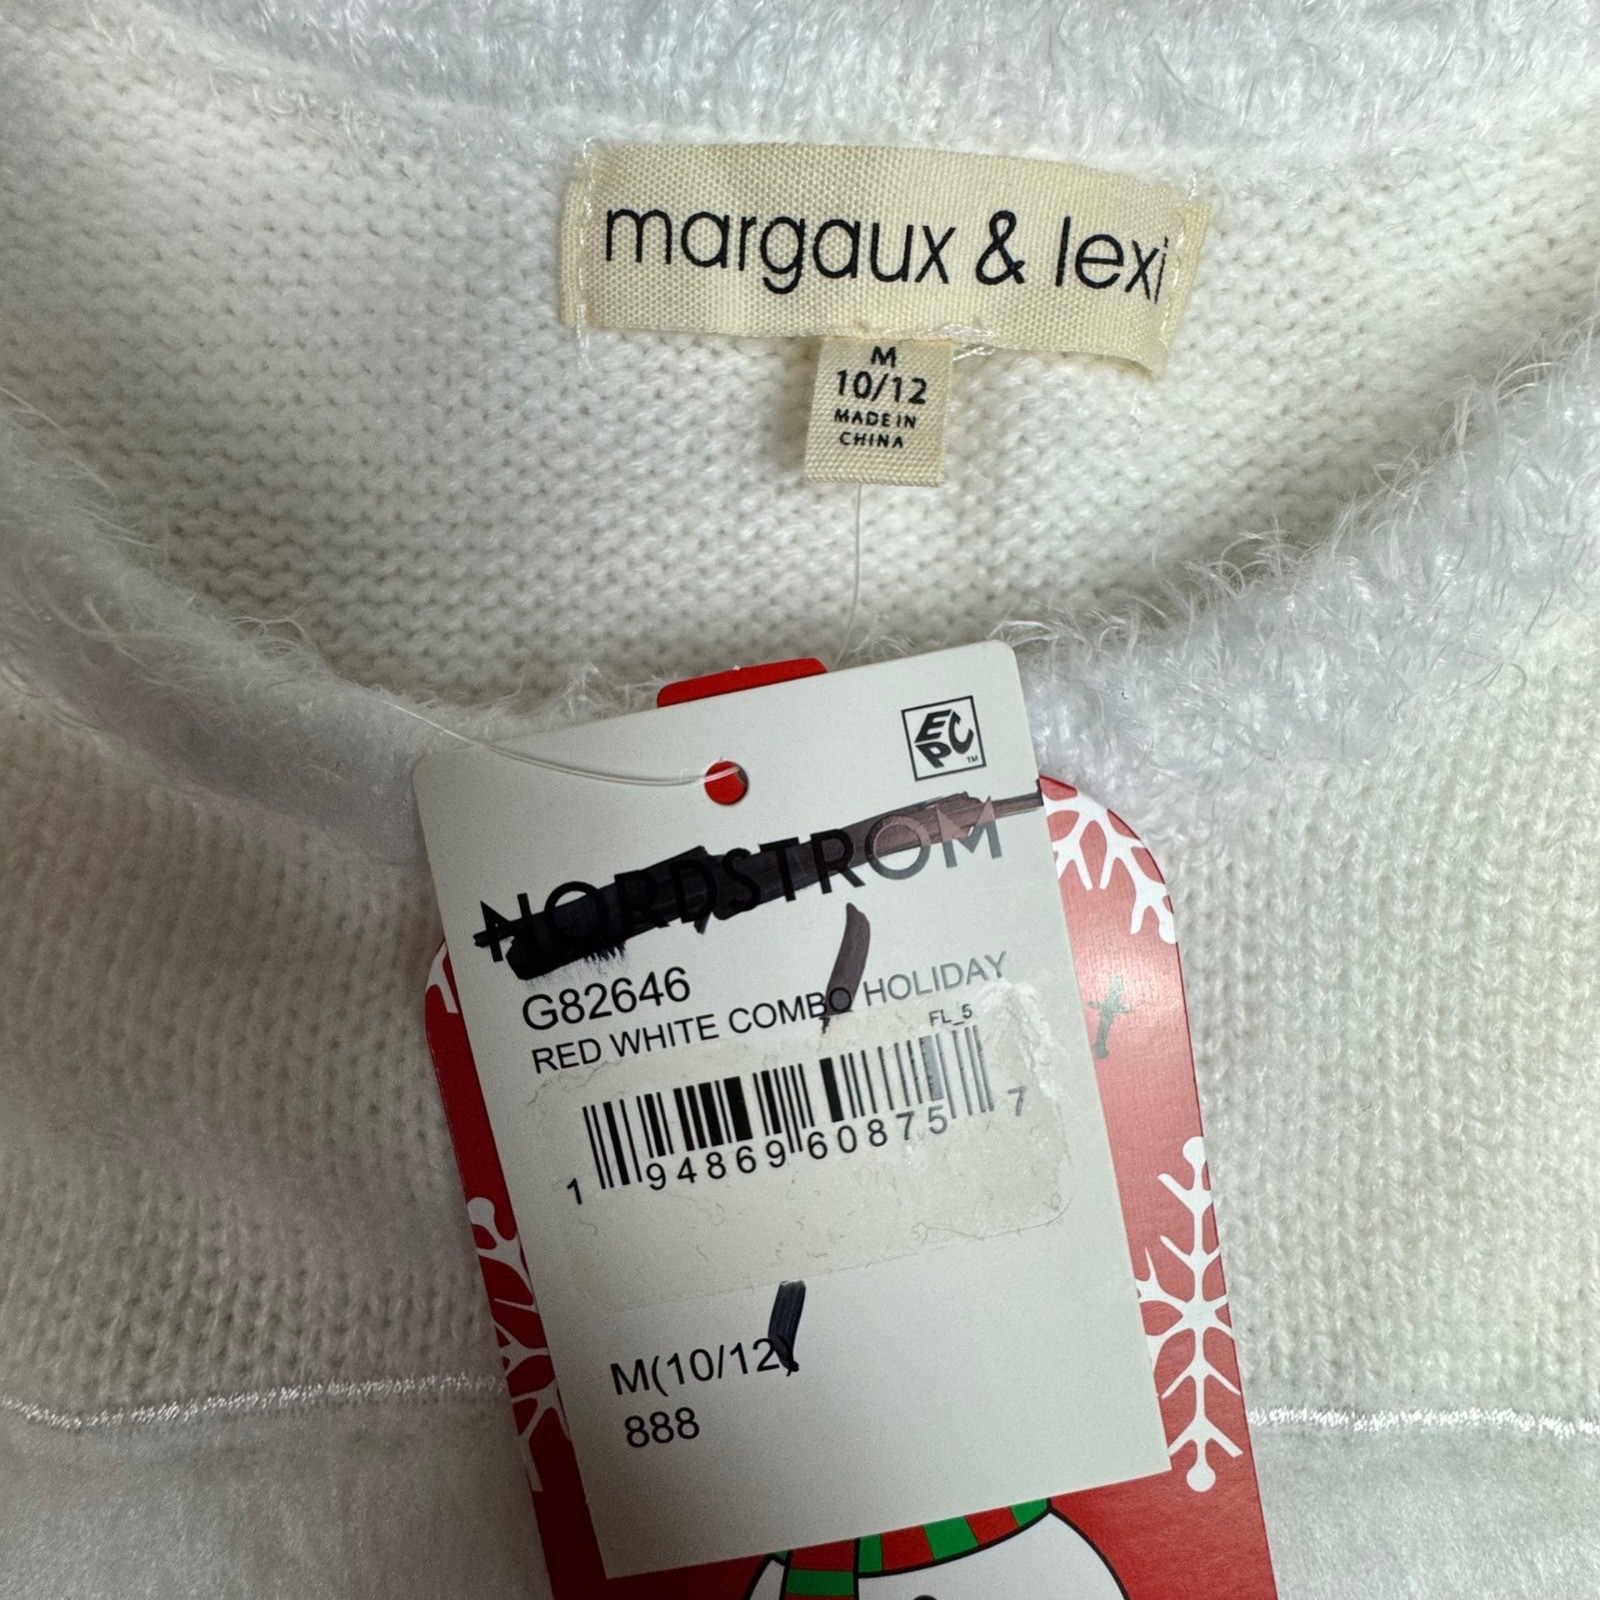 margaux & lexi
M
10/12
MADE IN
CHINA
EPC
TM
NORDSTROM
G82646
RED WHITE COMBO HOLIDAY
FL_5
1 94869 60875 7
M(10/12)
888